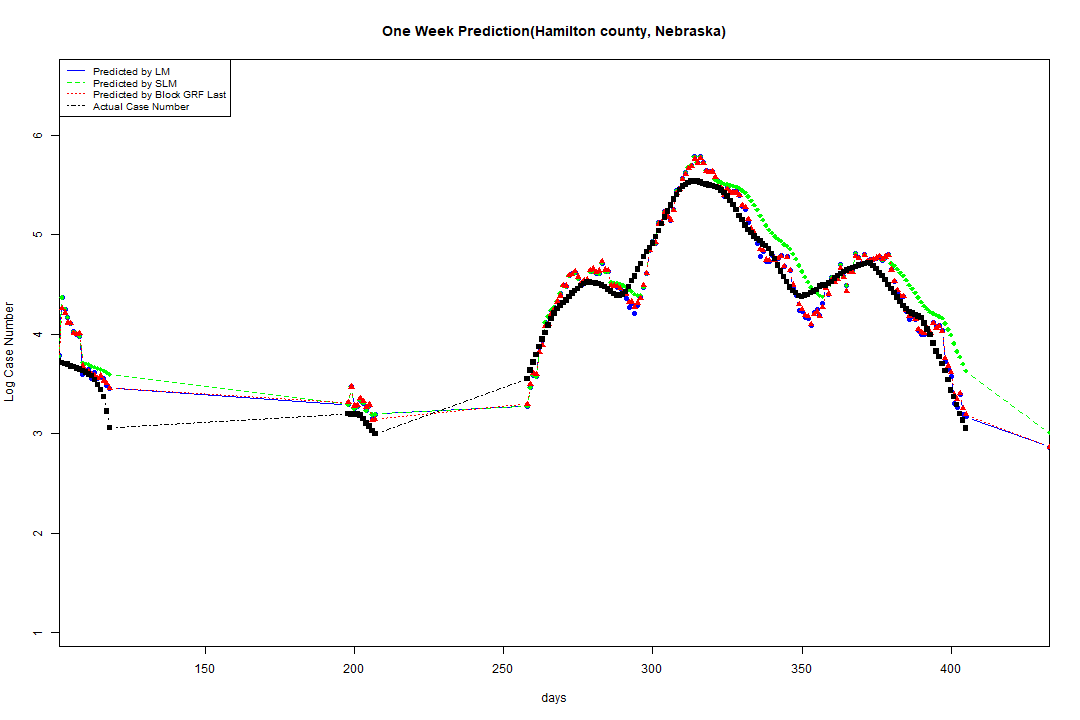 One Week Prediction(Hamilton county, Nebraska)
Predicted by LM
Predicted by SLM
Predicted by Block GRF Last
Actual Case Number
Log Case Number
6
5
4
3
2
1
150 200 250 300 350 400
days